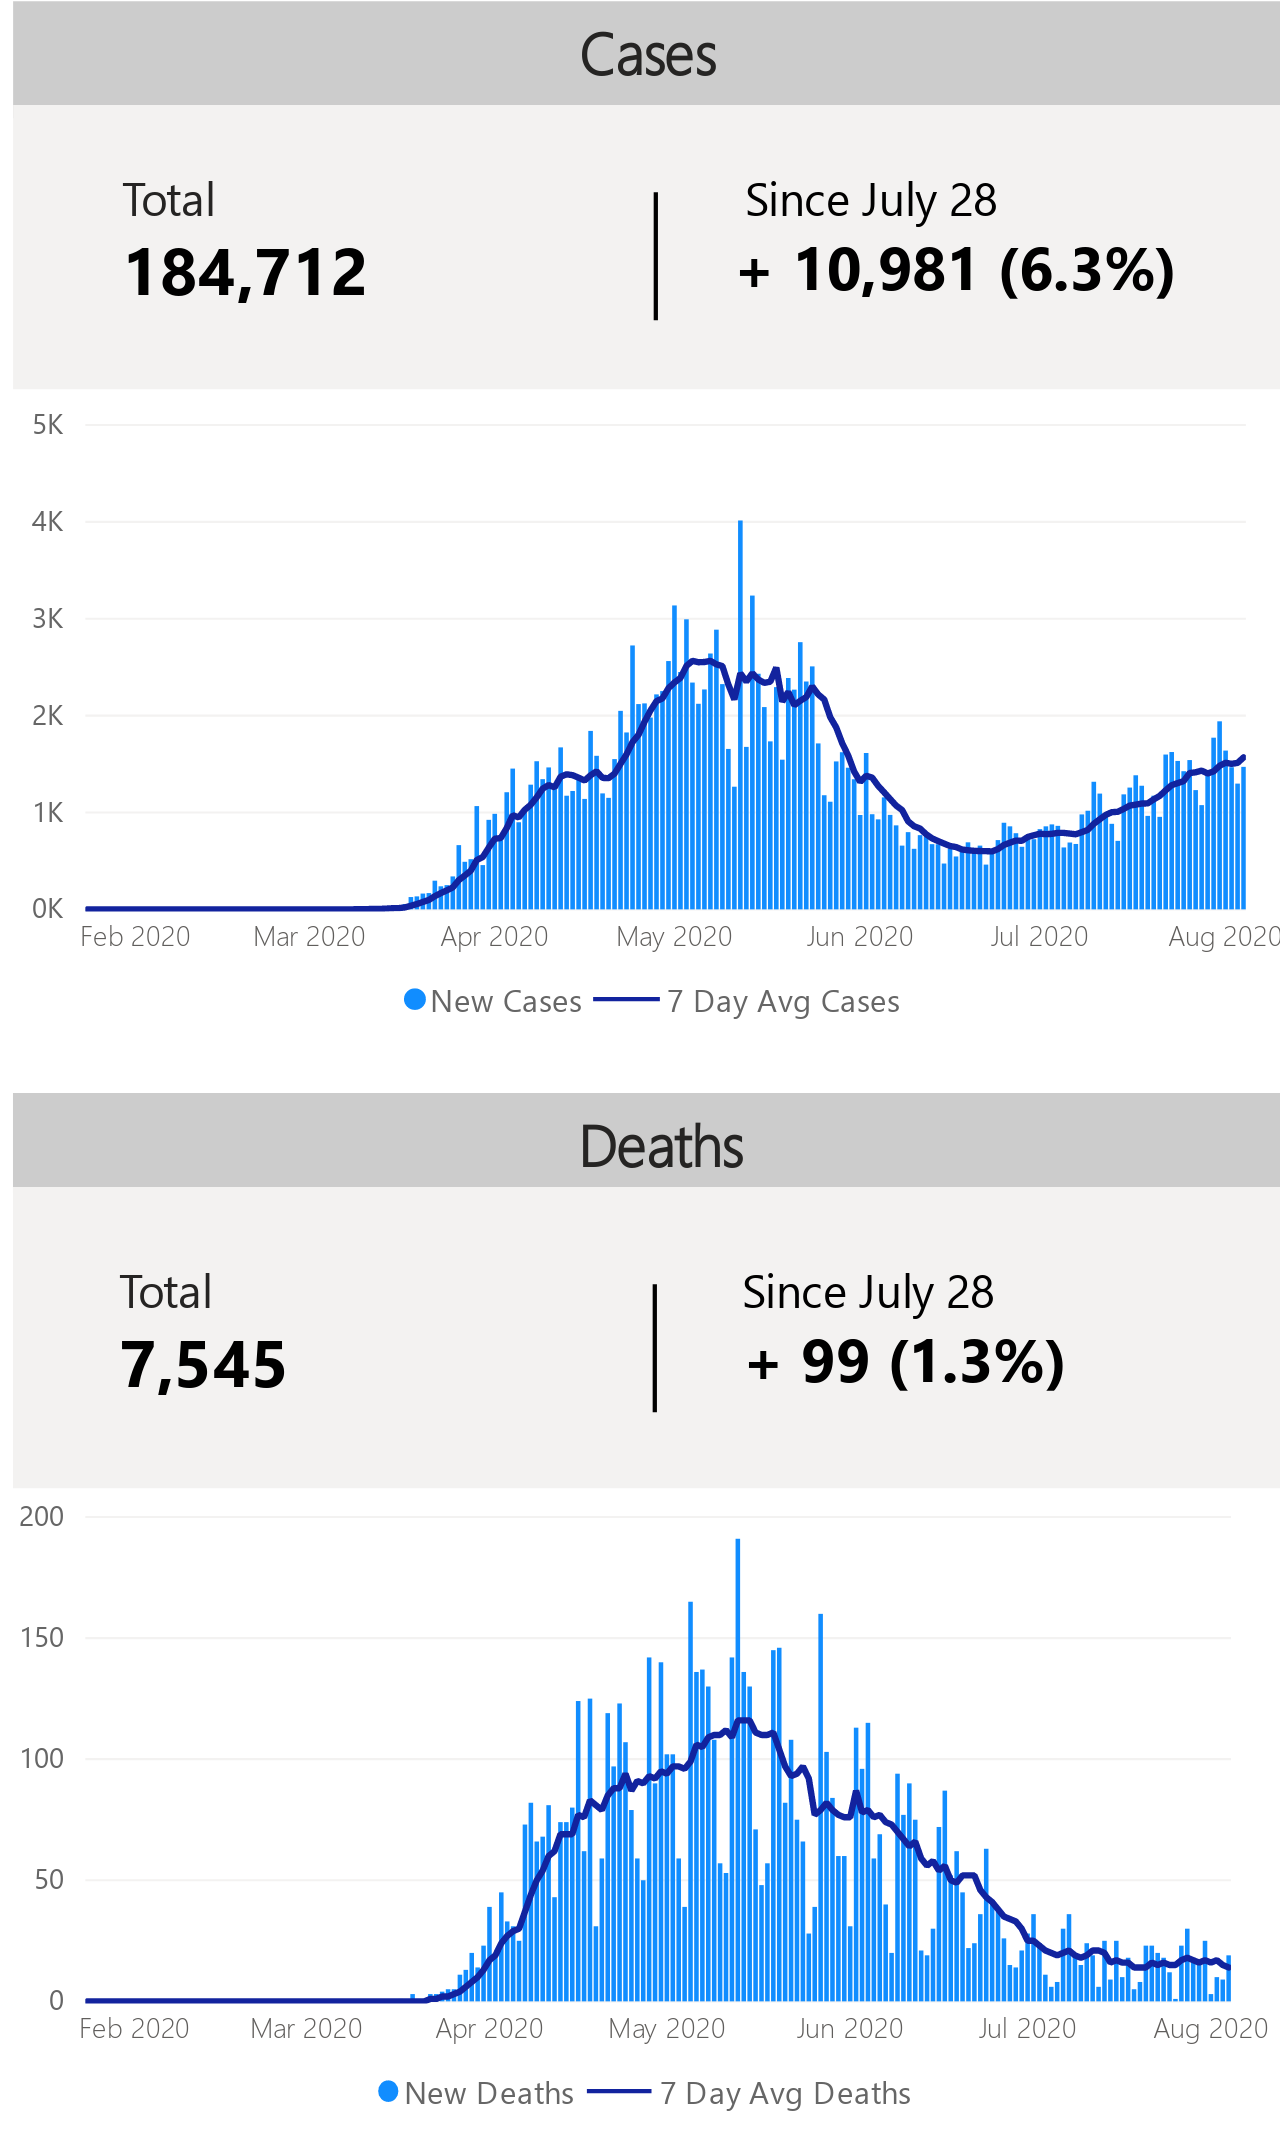 Cases
Total
Since July 28
184,712
+ 10,981 (6.3%)
5K
4K
3K
2K
1K
0K
Feb 2020
Mar 2020
Apr 2020
May 2020
Jun 2020
Jul 2020
Aug 2020
New Cases
7 Day Avg Cases
Deaths
Total
Since July 28
7,545
+ 99 (1.3%)
200
150
100
50
0
Feb 2020
Mar 2020
Apr 2020
May 2020
Jun 2020
Jul 2020
Aug 2020
New Deaths
7 Day Avg Deaths